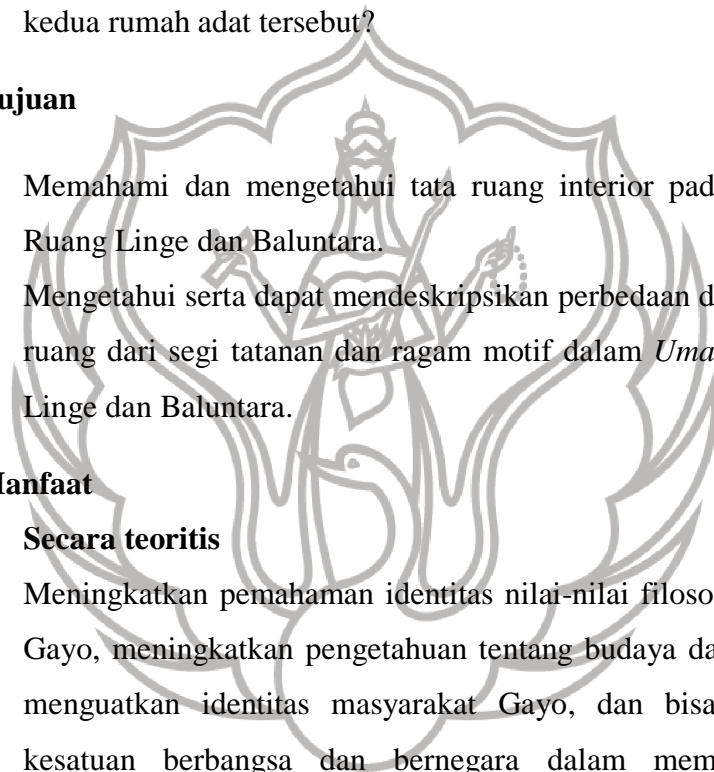 kedua rumah adat tersebut?
ujuan
Memahami dan mengetahui tata ruang interior pad
Ruang Linge dan Baluntara.
Mengetahui serta dapat mendeskripsikan perbedaan d
ruang dari segi tatanan dan ragam motif dalam Uma
Linge dan Baluntara.
Manfaat
Secara teoritis
Meningkatkan pemahaman identitas nilai-nilai filoso
Gayo, meningkatkan pengetahuan tentang budaya da
menguatkan identitas masyarakat Gayo, dan bisa
kesatuan berbangsa dan bernegara dalam mem